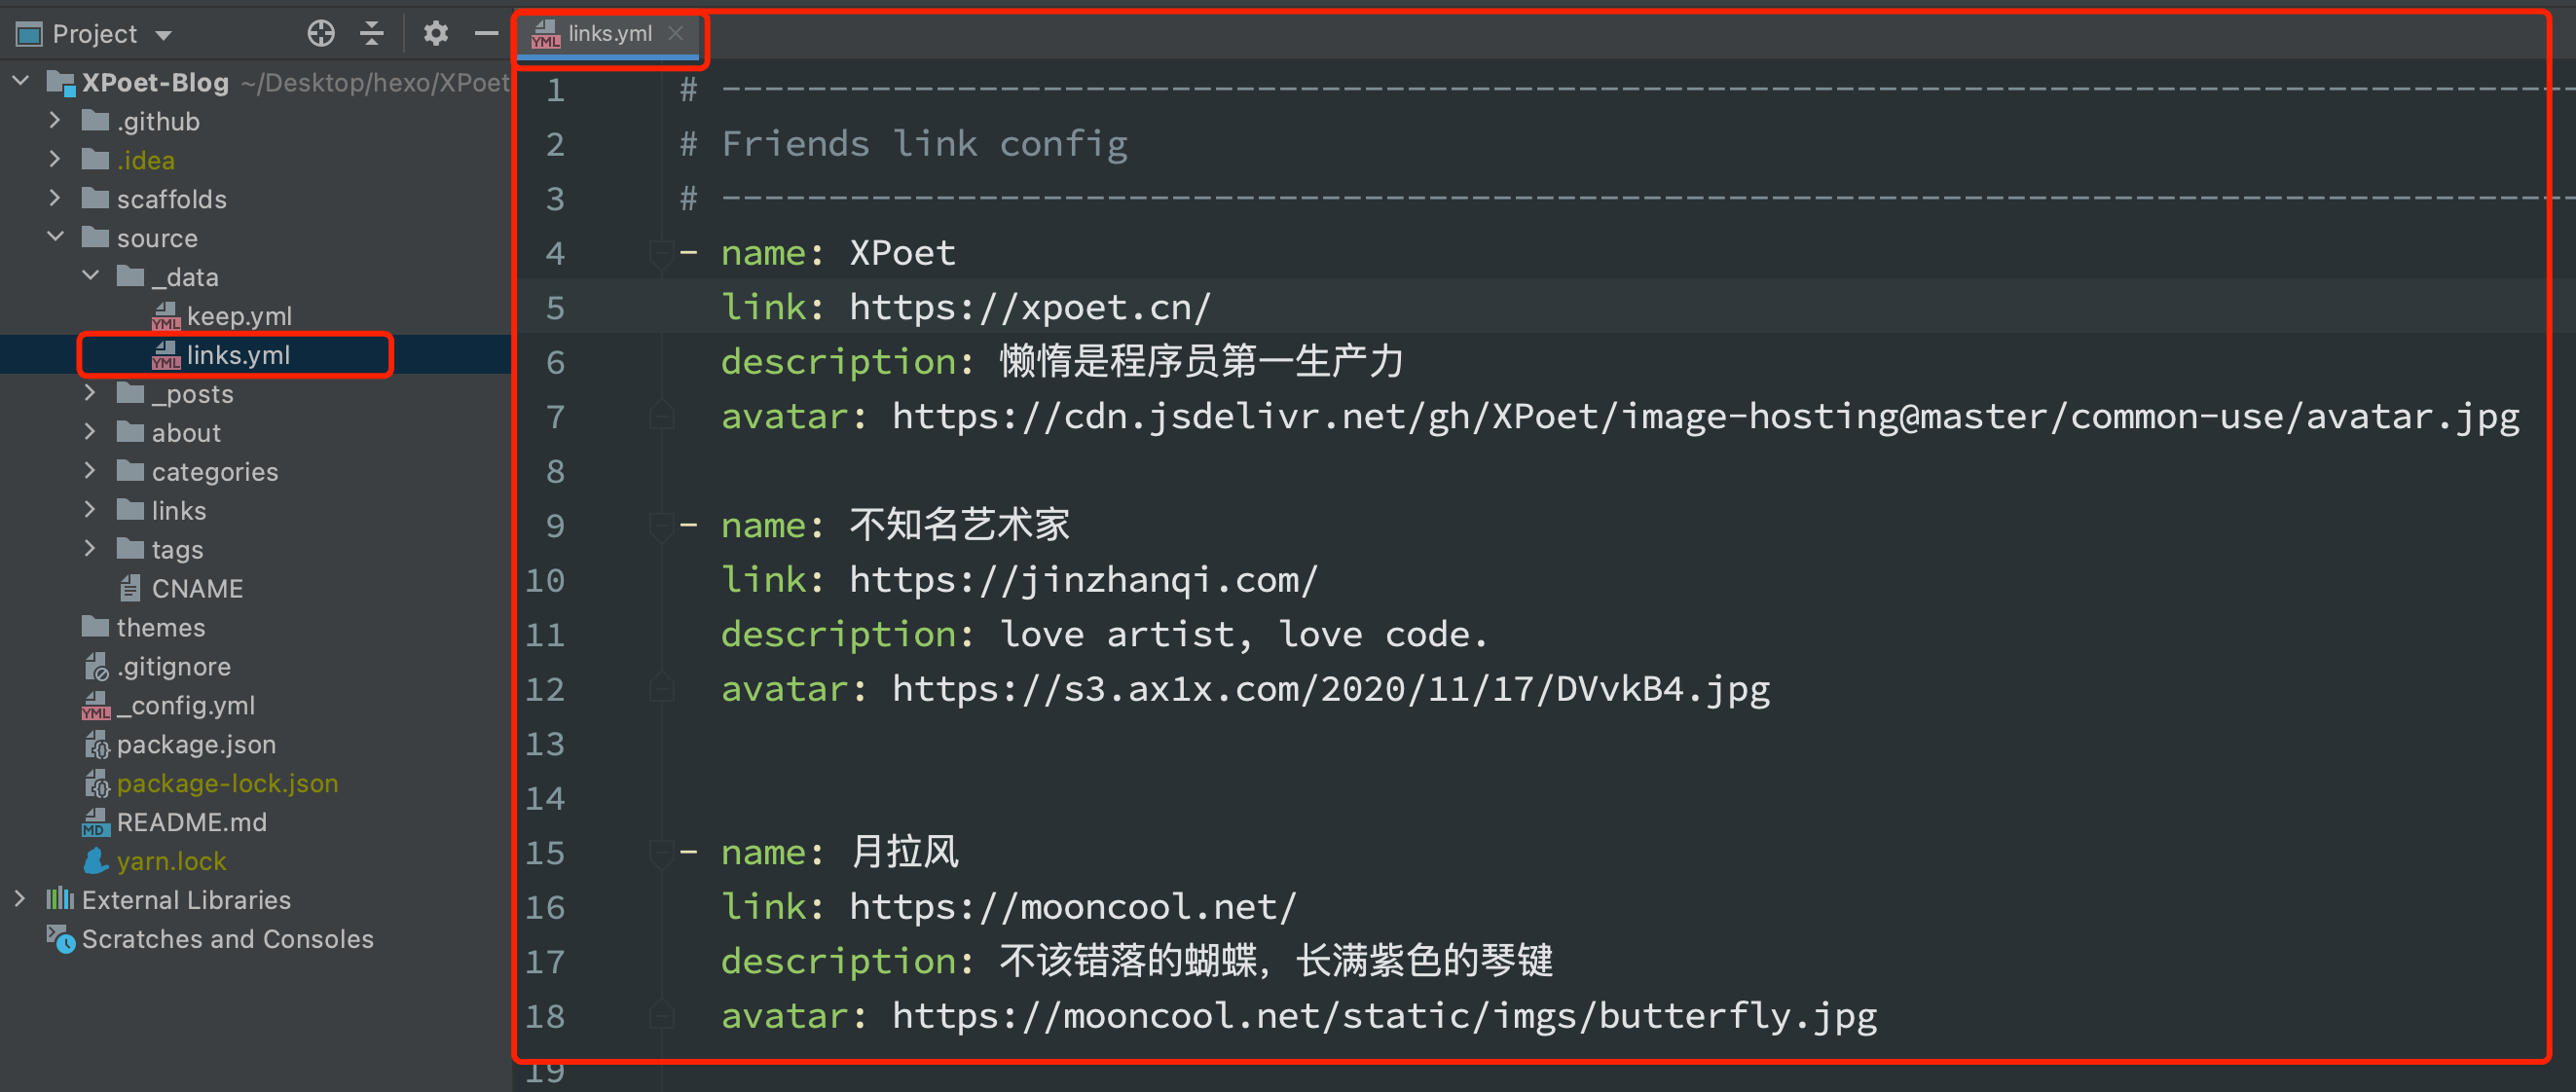 Project
XPoet-Blog ~/Desktop/hexo/XPoet
.github
.idea
scaffolds
source
_data
keep.yml
links.yml
_posts
about
categories
links
tags
CNAME
themes
.gitignore
_config.yml
package.json
package-lock.json
README.md
yarn.lock
External Libraries
Scratches and Consoles
links.yml
1 # ---------------------------------------------------------------------------------------
2 # Friends link config
3 # ---------------------------------------------------------------------------------------
4 - name: XPoet
5 link: https://xpoet.cn/
6 description: 懒惰是程序员第一生产力
7 avatar: https://cdn.jsdelivr.net/gh/XPoet/image-hosting@master/common-use/avatar.jpg
8
9 - name: 不知名艺术家
10 link: https://jinzhanqi.com/
11 description: love artist, love code.
12 avatar: https://s3.ax1x.com/2020/11/17/DVvkB4.jpg
13
14
15 - name: 月拉风
16 link: https://mooncool.net/
17 description: 不该错落的蝴蝶，长满紫色的琴键
18 avatar: https://mooncool.net/static/imgs/butterfly.jpg
19